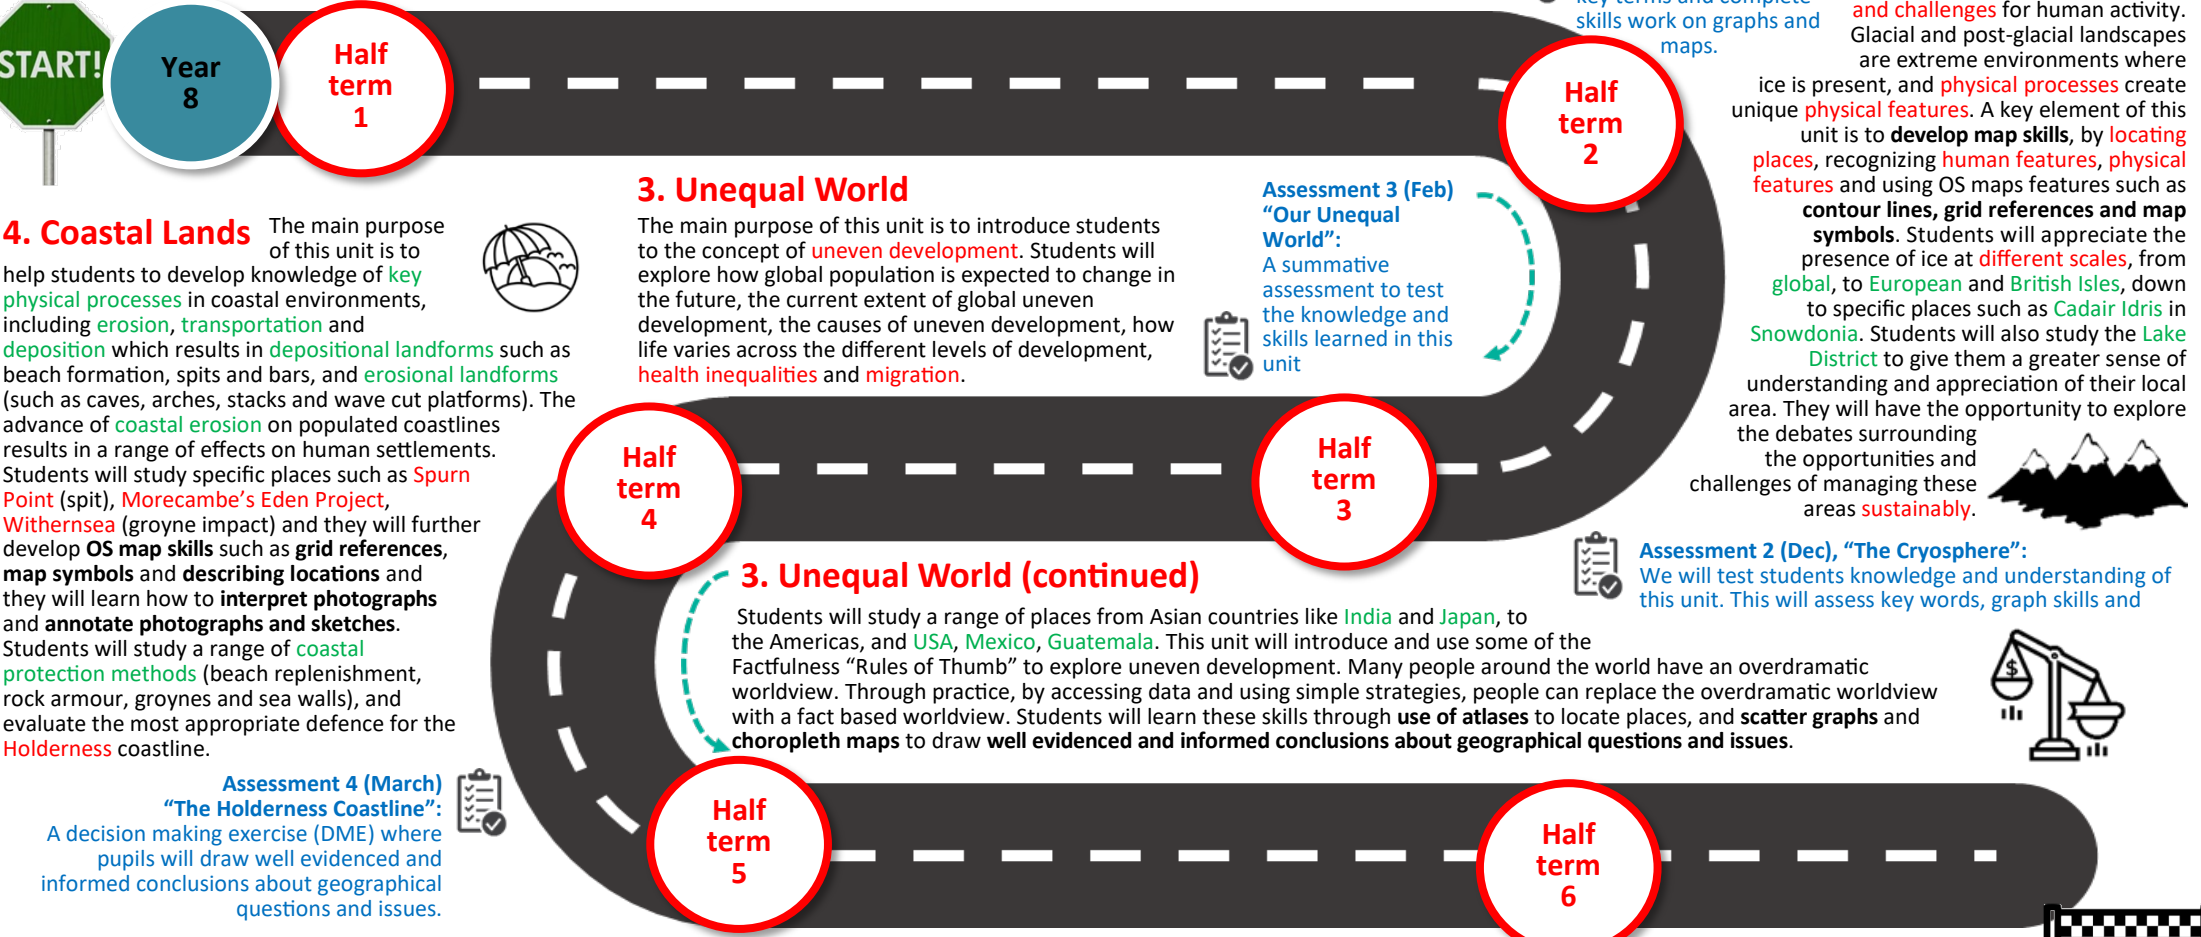 START!
Year
8
Half
term
1
skills work on graphs and
maps.
Half
term
2
and challenges for human activity.
Glacial and post-glacial landscapes
are extreme environments where
ice is present, and physical processes create
unique physical features. A key element of this
unit is to develop map skills, by locating
places, recognizing human features, physical
features and using OS maps features such as
contour lines, grid references and map
symbols. Students will appreciate the
presence of ice at different scales, from
global, to European and British Isles, down
to specific places such as Cadair Idris in
Snowdonia. Students will also study the Lake
District to give them a greater sense of
understanding and appreciation of their local
area. They will have the opportunity to explore
the debates surrounding
the opportunities and
challenges of managing these
areas sustainably.
Assessment 2 (Dec), “The Cryosphere”:
We will test students knowledge and understanding of
this unit. This will assess key words, graph skills and
3. Unequal World
The main purpose of this unit is to introduce students
to the concept of uneven development. Students will
explore how global population is expected to change in
the future, the current extent of global uneven
development, the causes of uneven development, how
life varies across the different levels of development,
health inequalities and migration.
Assessment 3 (Feb)
“Our Unequal
World”:
A summative
assessment to test
the knowledge and
skills learned in this
unit
Half
term
3
3. Unequal World (continued)
Students will study a range of places from Asian countries like India and Japan, to
the Americas, and USA, Mexico, Guatemala. This unit will introduce and use some of the
Factfulness “Rules of Thumb” to explore uneven development. Many people around the world have an overdramatic
worldview. Through practice, by accessing data and using simple strategies, people can replace the overdramatic worldview
with a fact based worldview. Students will learn these skills through use of atlases to locate places, and scatter graphs and
choropleth maps to draw well evidenced and informed conclusions about geographical questions and issues.
$
Half
term
4
4. Coastal Lands The main purpose
of this unit is to
help students to develop knowledge of key
physical processes in coastal environments,
including erosion, transportation and
deposition which results in depositional landforms such as
beach formation, spits and bars, and erosional landforms
(such as caves, arches, stacks and wave cut platforms). The
advance of coastal erosion on populated coastlines
results in a range of effects on human settlements.
Students will study specific places such as Spurn
Point (spit), Morecambe’s Eden Project,
Withernsea (groyne impact) and they will further
develop OS map skills such as grid references,
map symbols and describing locations and
they will learn how to interpret photographs
and annotate photographs and sketches.
Students will study a range of coastal
protection methods (beach replenishment,
rock armour, groynes and sea walls), and
evaluate the most appropriate defence for the
Holderness coastline.
Assessment 4 (March)
“The Holderness Coastline”:
A decision making exercise (DME) where
pupils will draw well evidenced and
informed conclusions about geographical
questions and issues.
Half
term
5
Half
term
6